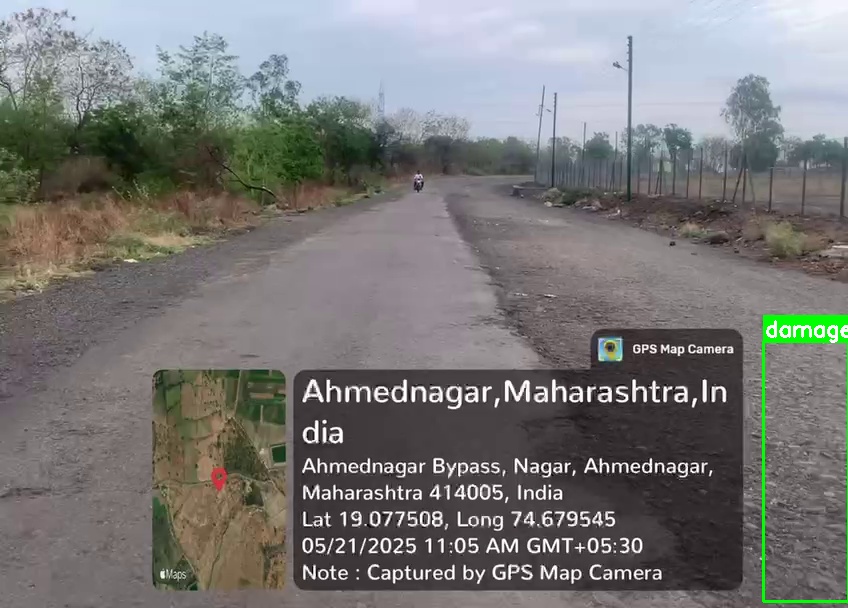 damage
GPS Map Camera
Ahmednagar,Maharashtra,In
dia
Ahmednagar Bypass, Nagar, Ahmednagar,
Maharashtra 414005, India
Lat 19.077508, Long 74.679545
05/21/2025 11:05 AM GMT+05:30
Note : Captured by GPS Map Camera
Maps